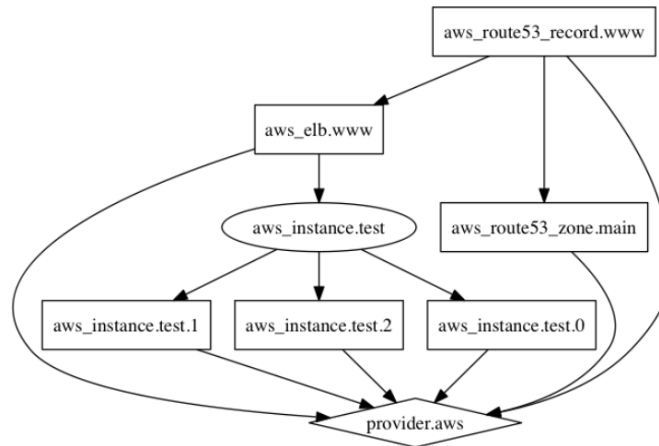 aws_route53_record.www
aws_elb.www
aws_instance.test
aws_route53_zone.main
aws_instance.test.1
aws_instance.test.2
aws_instance.test.0
provider.aws